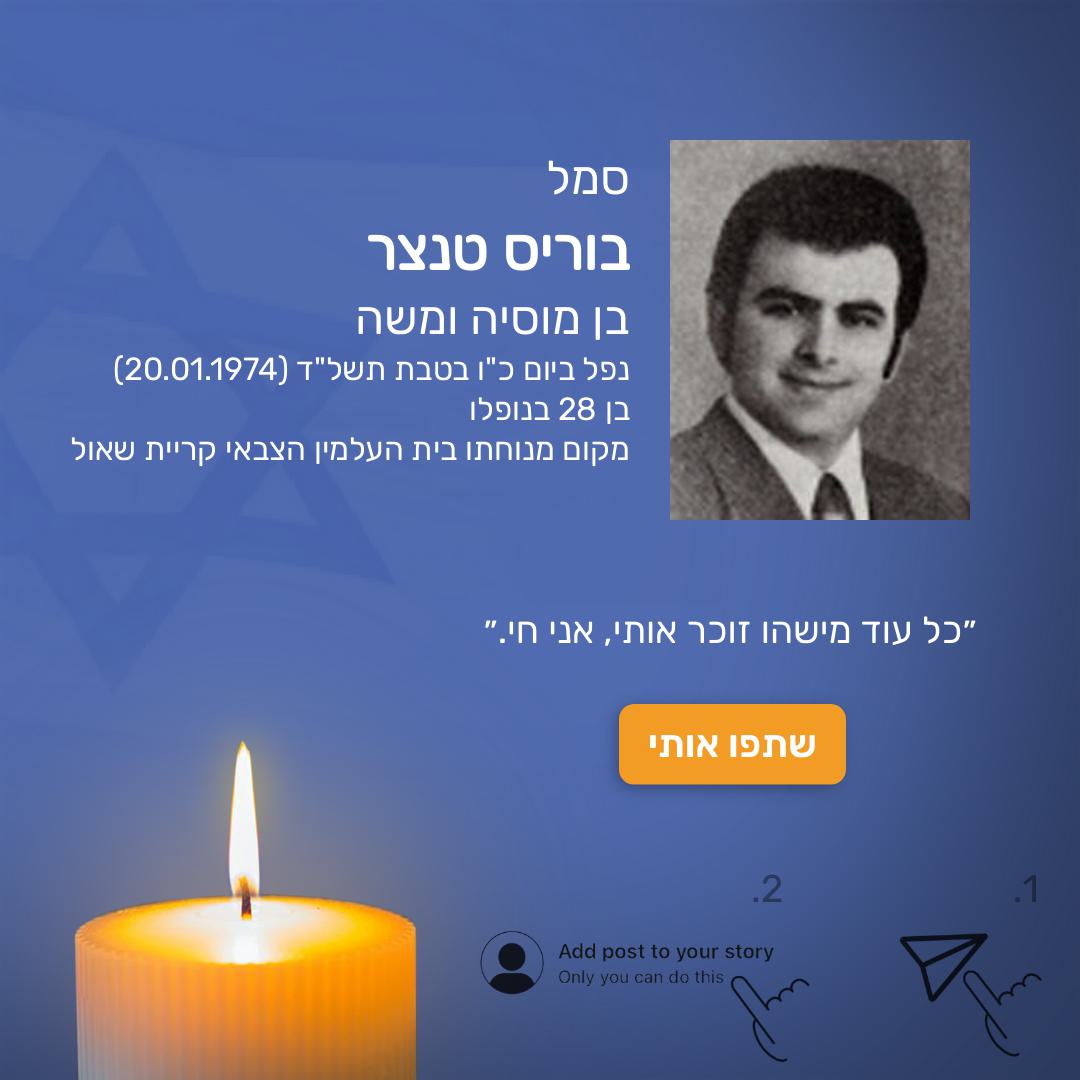 סמל
בוריס טנצר
בן מוסיה ומשה
נפל ביום כ"ו בטבת תשל"ד (20.01.1974)
בן 28 בנופלו
מקום מנוחתו בית העלמין הצבאי קריית שאול
״כל עוד מישהו זוכר אותי, אני חי.״
שתפו אותי
1.
2.
Add post to your story
Only you can do this